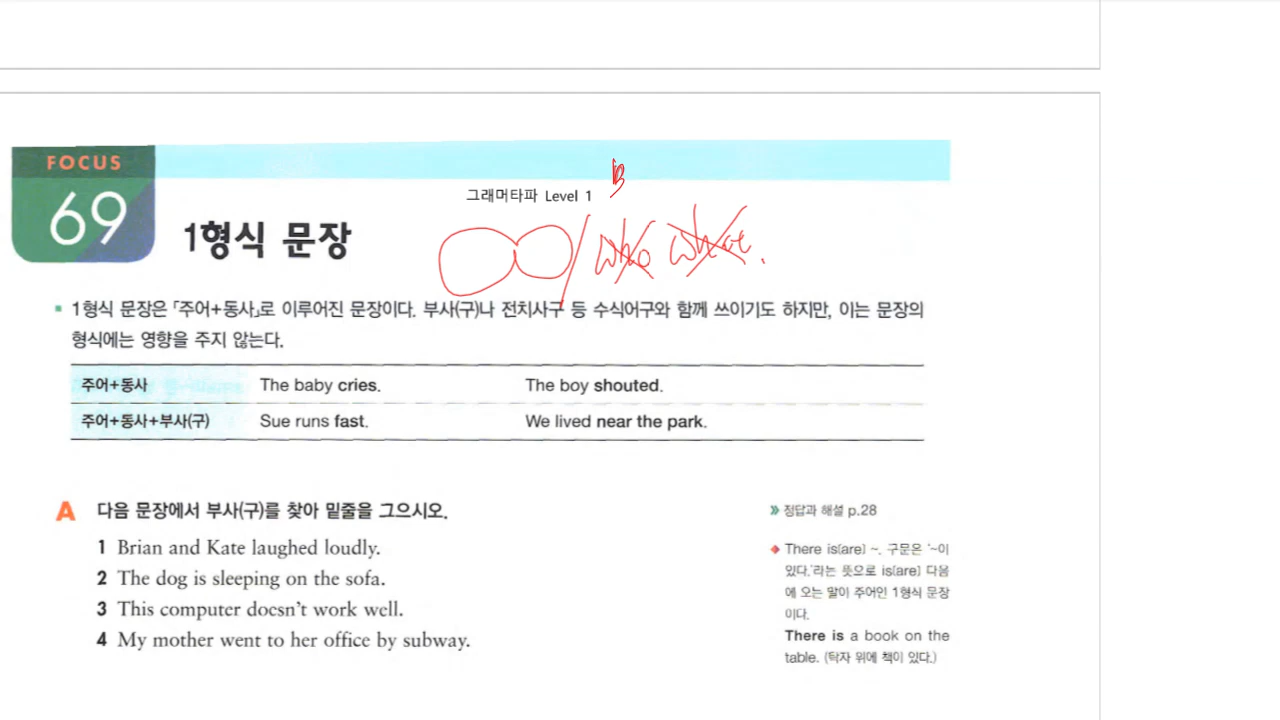 FOCUS
69
1형식 문장
그래머타파 Level 1
B
who
▪ 1형식 문장은 「주어+동사」로 이루어진 문장이다. 부사(구)나 전치사구 등 수식어구와 함께 쓰이기도 하지만, 이는 문장의
형식에는 영향을 주지 않는다.
주어+동사 The baby cries. The boy shouted.
주어+동사+부사(구) Sue runs fast. We lived near the park.
A 다음 문장에서 부사(구)를 찾아 밑줄을 그으시오.
1 Brian and Kate laughed loudly.
2 The dog is sleeping on the sofa.
3 This computer doesn't work well.
4 My mother went to her office by subway.
» 정답과 해설 p.28
◆ There is[are] ~. 구문은 '~이
있다.'라는 뜻으로 is[are] 다음
에 오는 말이 주어인 1형식 문장
이다.
There is a book on the
table. (탁자 위에 책이 있다.)